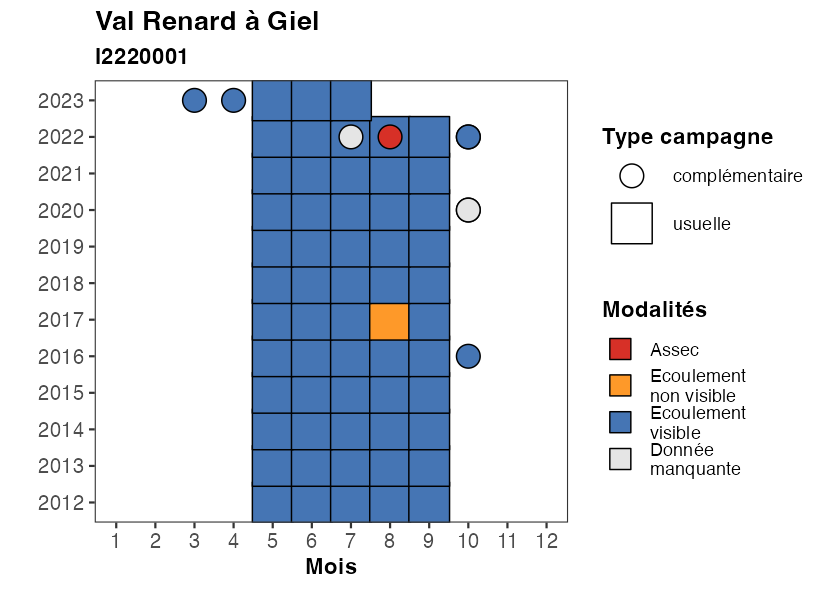 Val Renard à Giel
I2220001
2023
2022
2021
2020
2019
2018
2017
2016
2015
2014
2013
2012
1 2 3 4 5 6 7 8 9 10 11 12
Mois
Type campagne
complémentaire
usuelle
Modalités
Assec
Ecoulement
non visible
Ecoulement
visible
Donnée
manquante